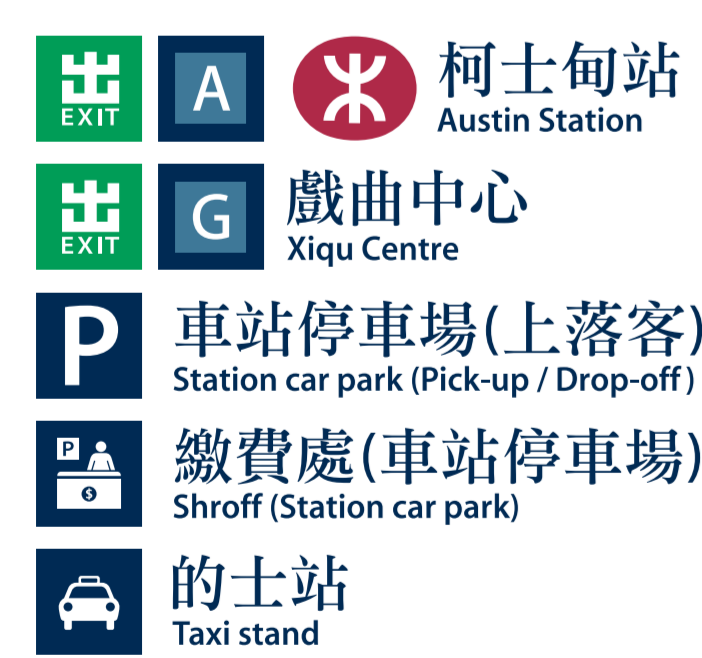 出 EXIT A 柯士甸站
Austin Station
出 EXIT G 戲曲中心
Xiqu Centre
P 車站停車場(上落客)
Station car park (Pick-up / Drop-off)
P $ 繳費處(車站停車場)
Shroff (Station car park)
的士站
Taxi stand